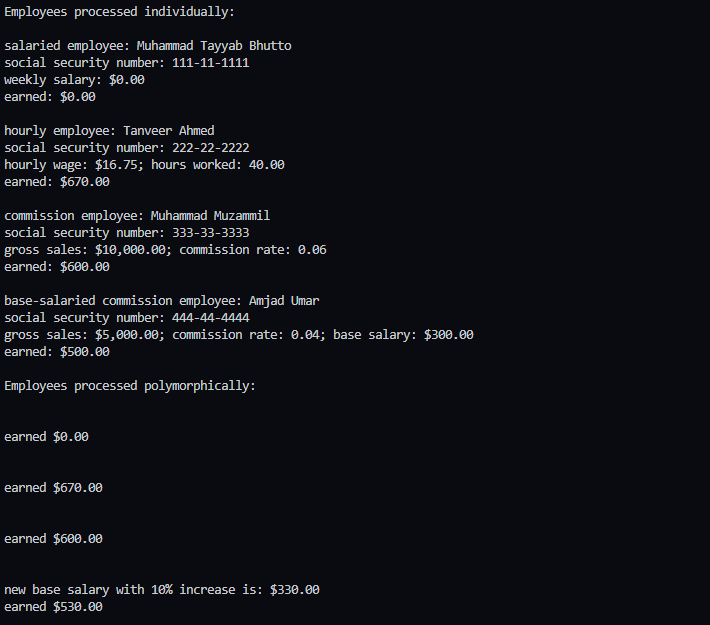 Employees processed individually:
salaried employee: Muhammad Tayyab Bhutto
social security number: 111-11-1111
weekly salary: $0.00
earned: $0.00
hourly employee: Tanveer Ahmed
social security number: 222-22-2222
hourly wage: $16.75; hours worked: 40.00
earned: $670.00
commission employee: Muhammad Muzammil
social security number: 333-33-3333
gross sales: $10,000.00; commission rate: 0.06
earned: $600.00
base-salaried commission employee: Amjad Umar
social security number: 444-44-4444
gross sales: $5,000.00; commission rate: 0.04; base salary: $300.00
earned: $500.00
Employees processed polymorphically:
earned $0.00
earned $670.00
earned $600.00
new base salary with 10% increase is: $330.00
earned $530.00